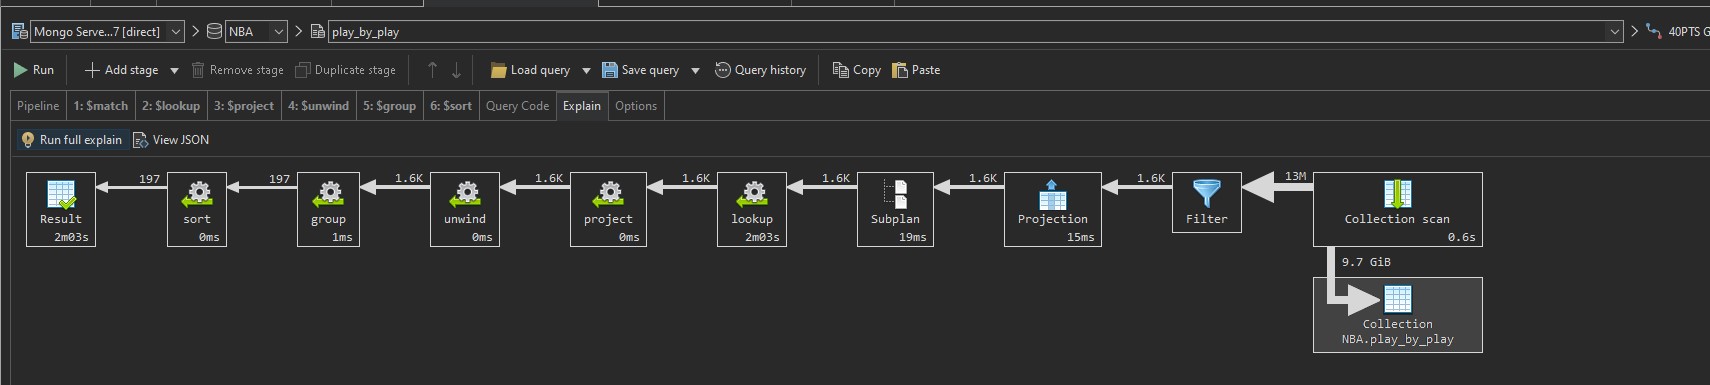 Mongo Serve...7 [direct] NBA play_by_play 40PTS G
Run Add stage Remove stage Duplicate stage Load query Save query Query history Copy Paste
Pipeline 1: $match 2: $lookup 3: $project 4: $unwind 5: $group 6: $sort Query Code Explain Options
Run full explain View JSON
197 197 1.6K 1.6K 1.6K 1.6K 1.6K 1.6K 13M
Result sort group unwind project lookup Subplan Projection Filter Collection scan
2m03s 0ms 1ms 0ms 0ms 2m03s 19ms 15ms 0.6s
9.7 GiB
Collection
NBA.play_by_play